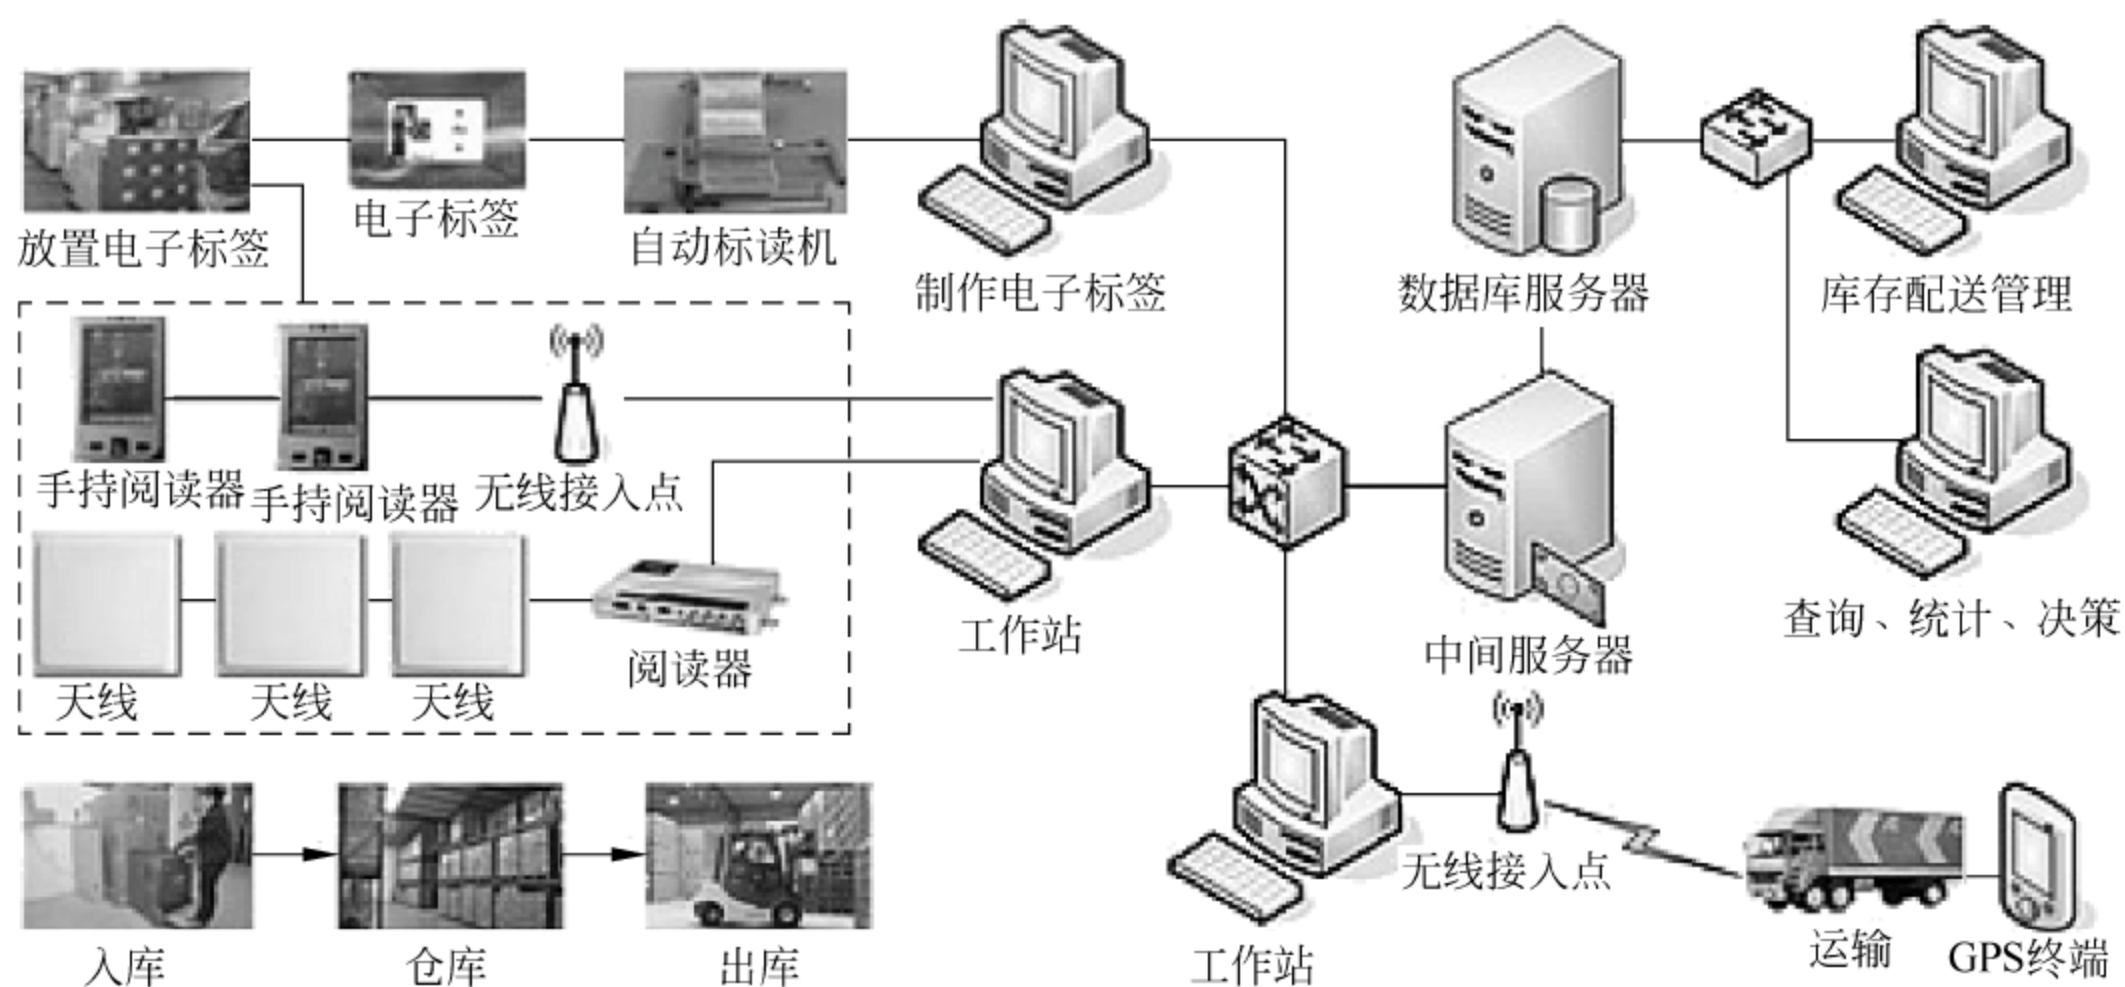 放置电子标签
电子标签
自动标读机
制作电子标签
数据库服务器
库存配送管理
手持阅读器
手持阅读器
无线接入点
天线
天线
天线
阅读器
工作站
中间服务器
查询、统计、决策
入库
仓库
出库
工作站
无线接入点
运输
GPS终端